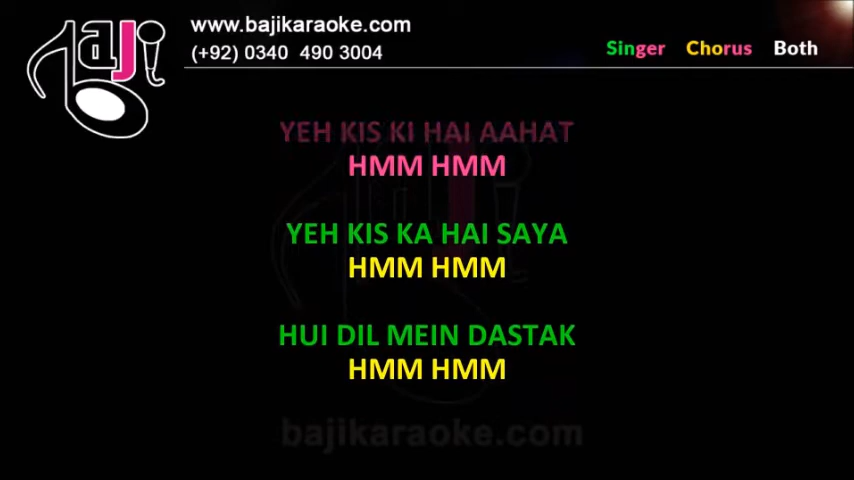 www.bajikaraoke.com
(+92) 0340 490 3004
Baji
Singer Chorus Both
YEH KIS KI HAI AAHAT
HMM HMM
YEH KIS KA HAI SAYA
HMM HMM
HUI DIL MEIN DASTAK
HMM HMM
bajikaraoke.com